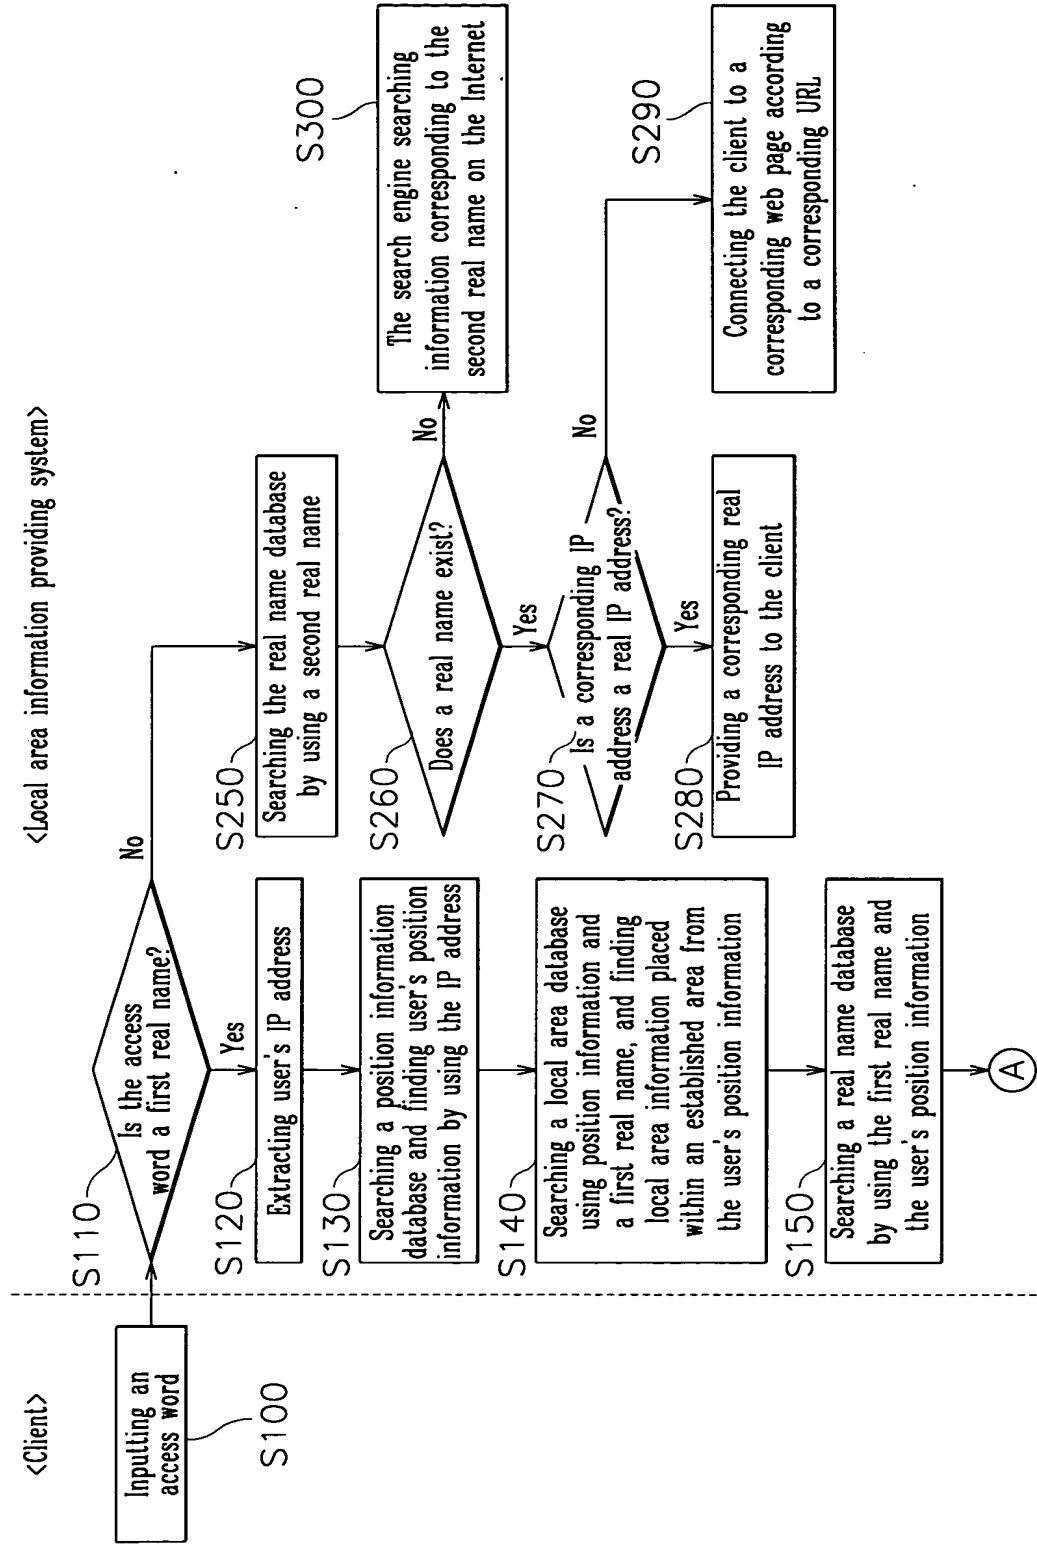 <Client>
<Local area information providing system>
Inputting an
access word
S100
S110
Is the access
word a first real name?
No
Yes
S120
Extracting user's IP address
S130
Searching a position information
database and finding user's position
information by using the IP address
S140
Searching a local area database
using position information and
a first real name, and finding
local area information placed
within an established area from
the user's position information
S150
Searching a real name database
by using the first real name and
the user's position information
A
S250
Searching the real name database
by using a second real name
S260
Does a real name exist?
No
Yes
S270
Is a corresponding IP
address a real IP address?
No
Yes
S280
Providing a corresponding real
IP address to the client
S300
The search engine searching
information corresponding to the
second real name on the Internet
S290
Connecting the client to a
corresponding web page according
to a corresponding URL